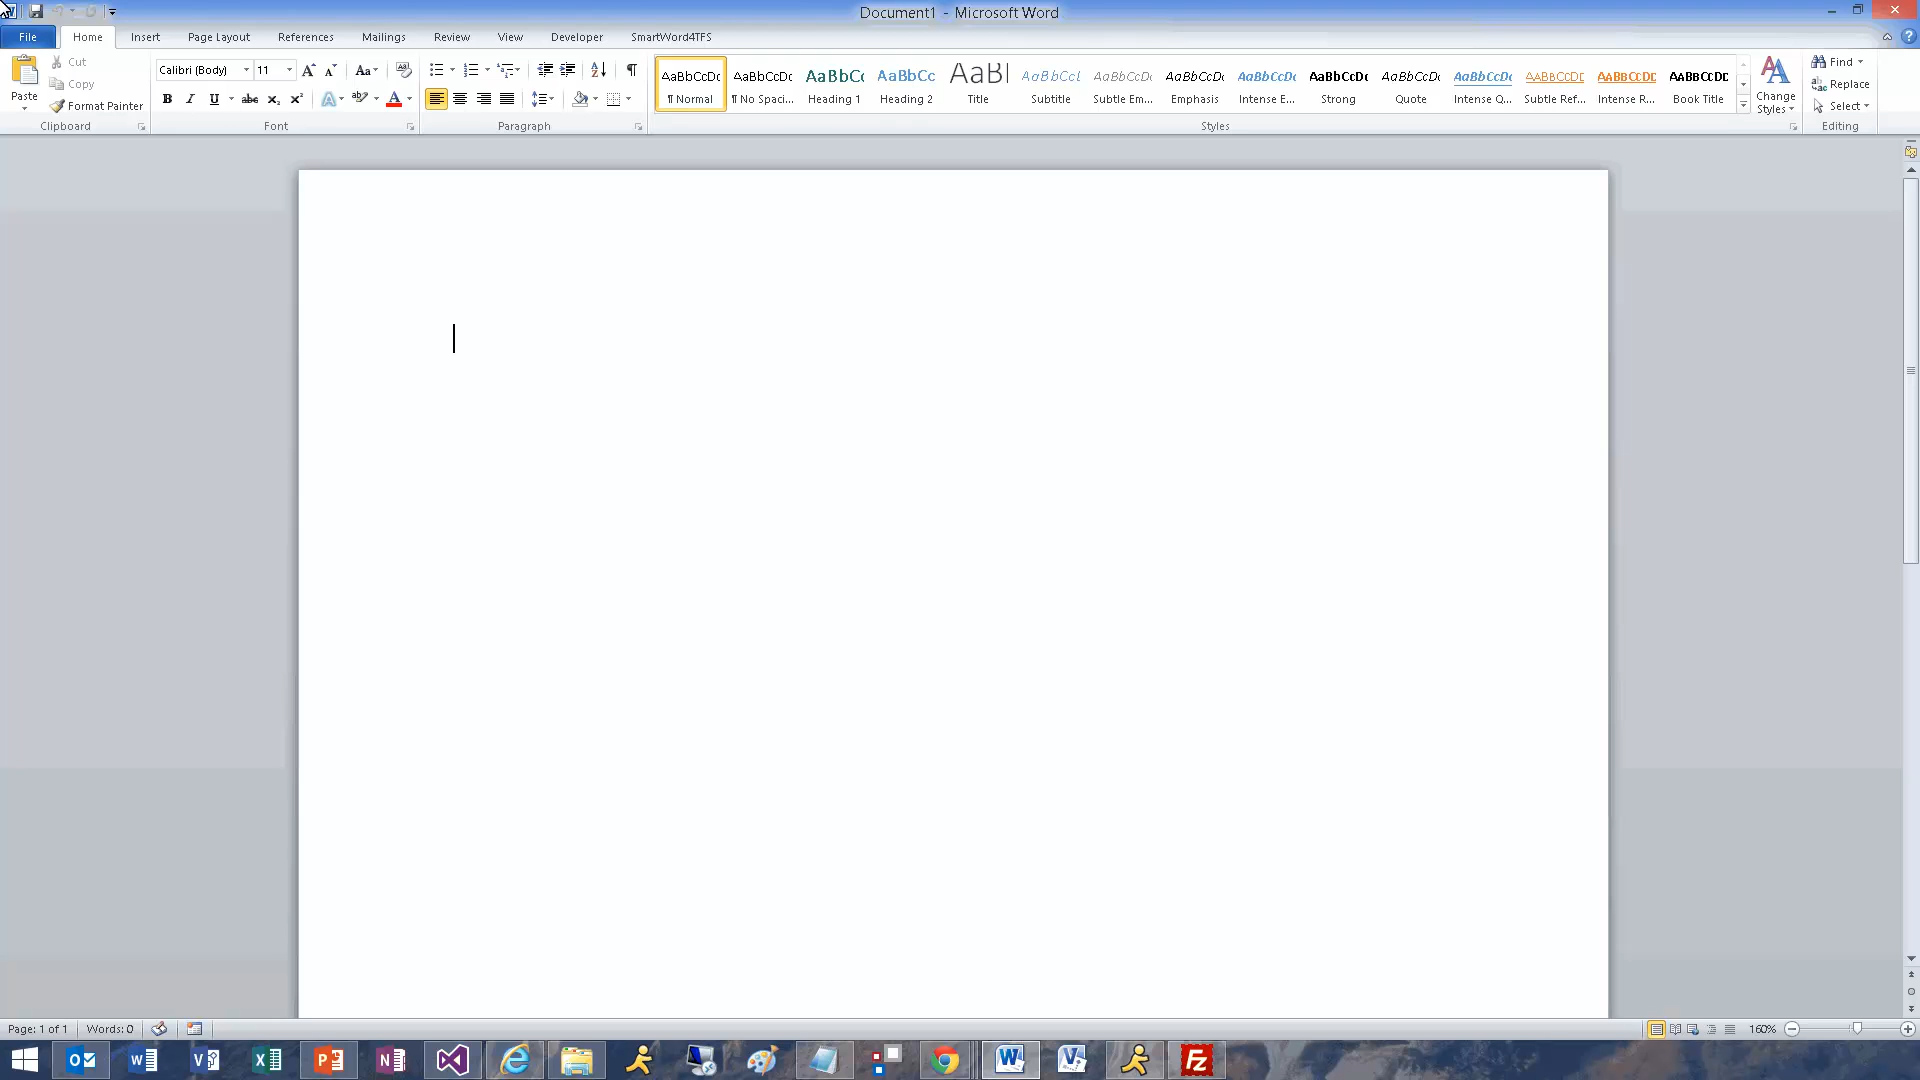 Document1 - Microsoft Word
File Home Insert Page Layout References Mailings Review View Developer SmartWord4TFS
Paste
Cut
Copy
Format Painter
Clipboard
Calibri (Body) 11
Font
Paragraph
AaBbCcDc AaBbCcDc AaBbCc AaBbCc AaBl AaBbCcL AaBbCcDc AaBbCcDc AaBbCcDc AaBbCcDc AaBbCcDc AaBbCcDc AABBCCDE AABBCCDE AABBCCDE
¶ Normal ¶ No Spaci... Heading 1 Heading 2 Title Subtitle Subtle Em... Emphasis Intense E... Strong Quote Intense Q... Subtle Ref... Intense R... Book Title
Change
Styles
Styles
Find
Replace
Select
Editing
Page: 1 of 1 Words: 0
160%